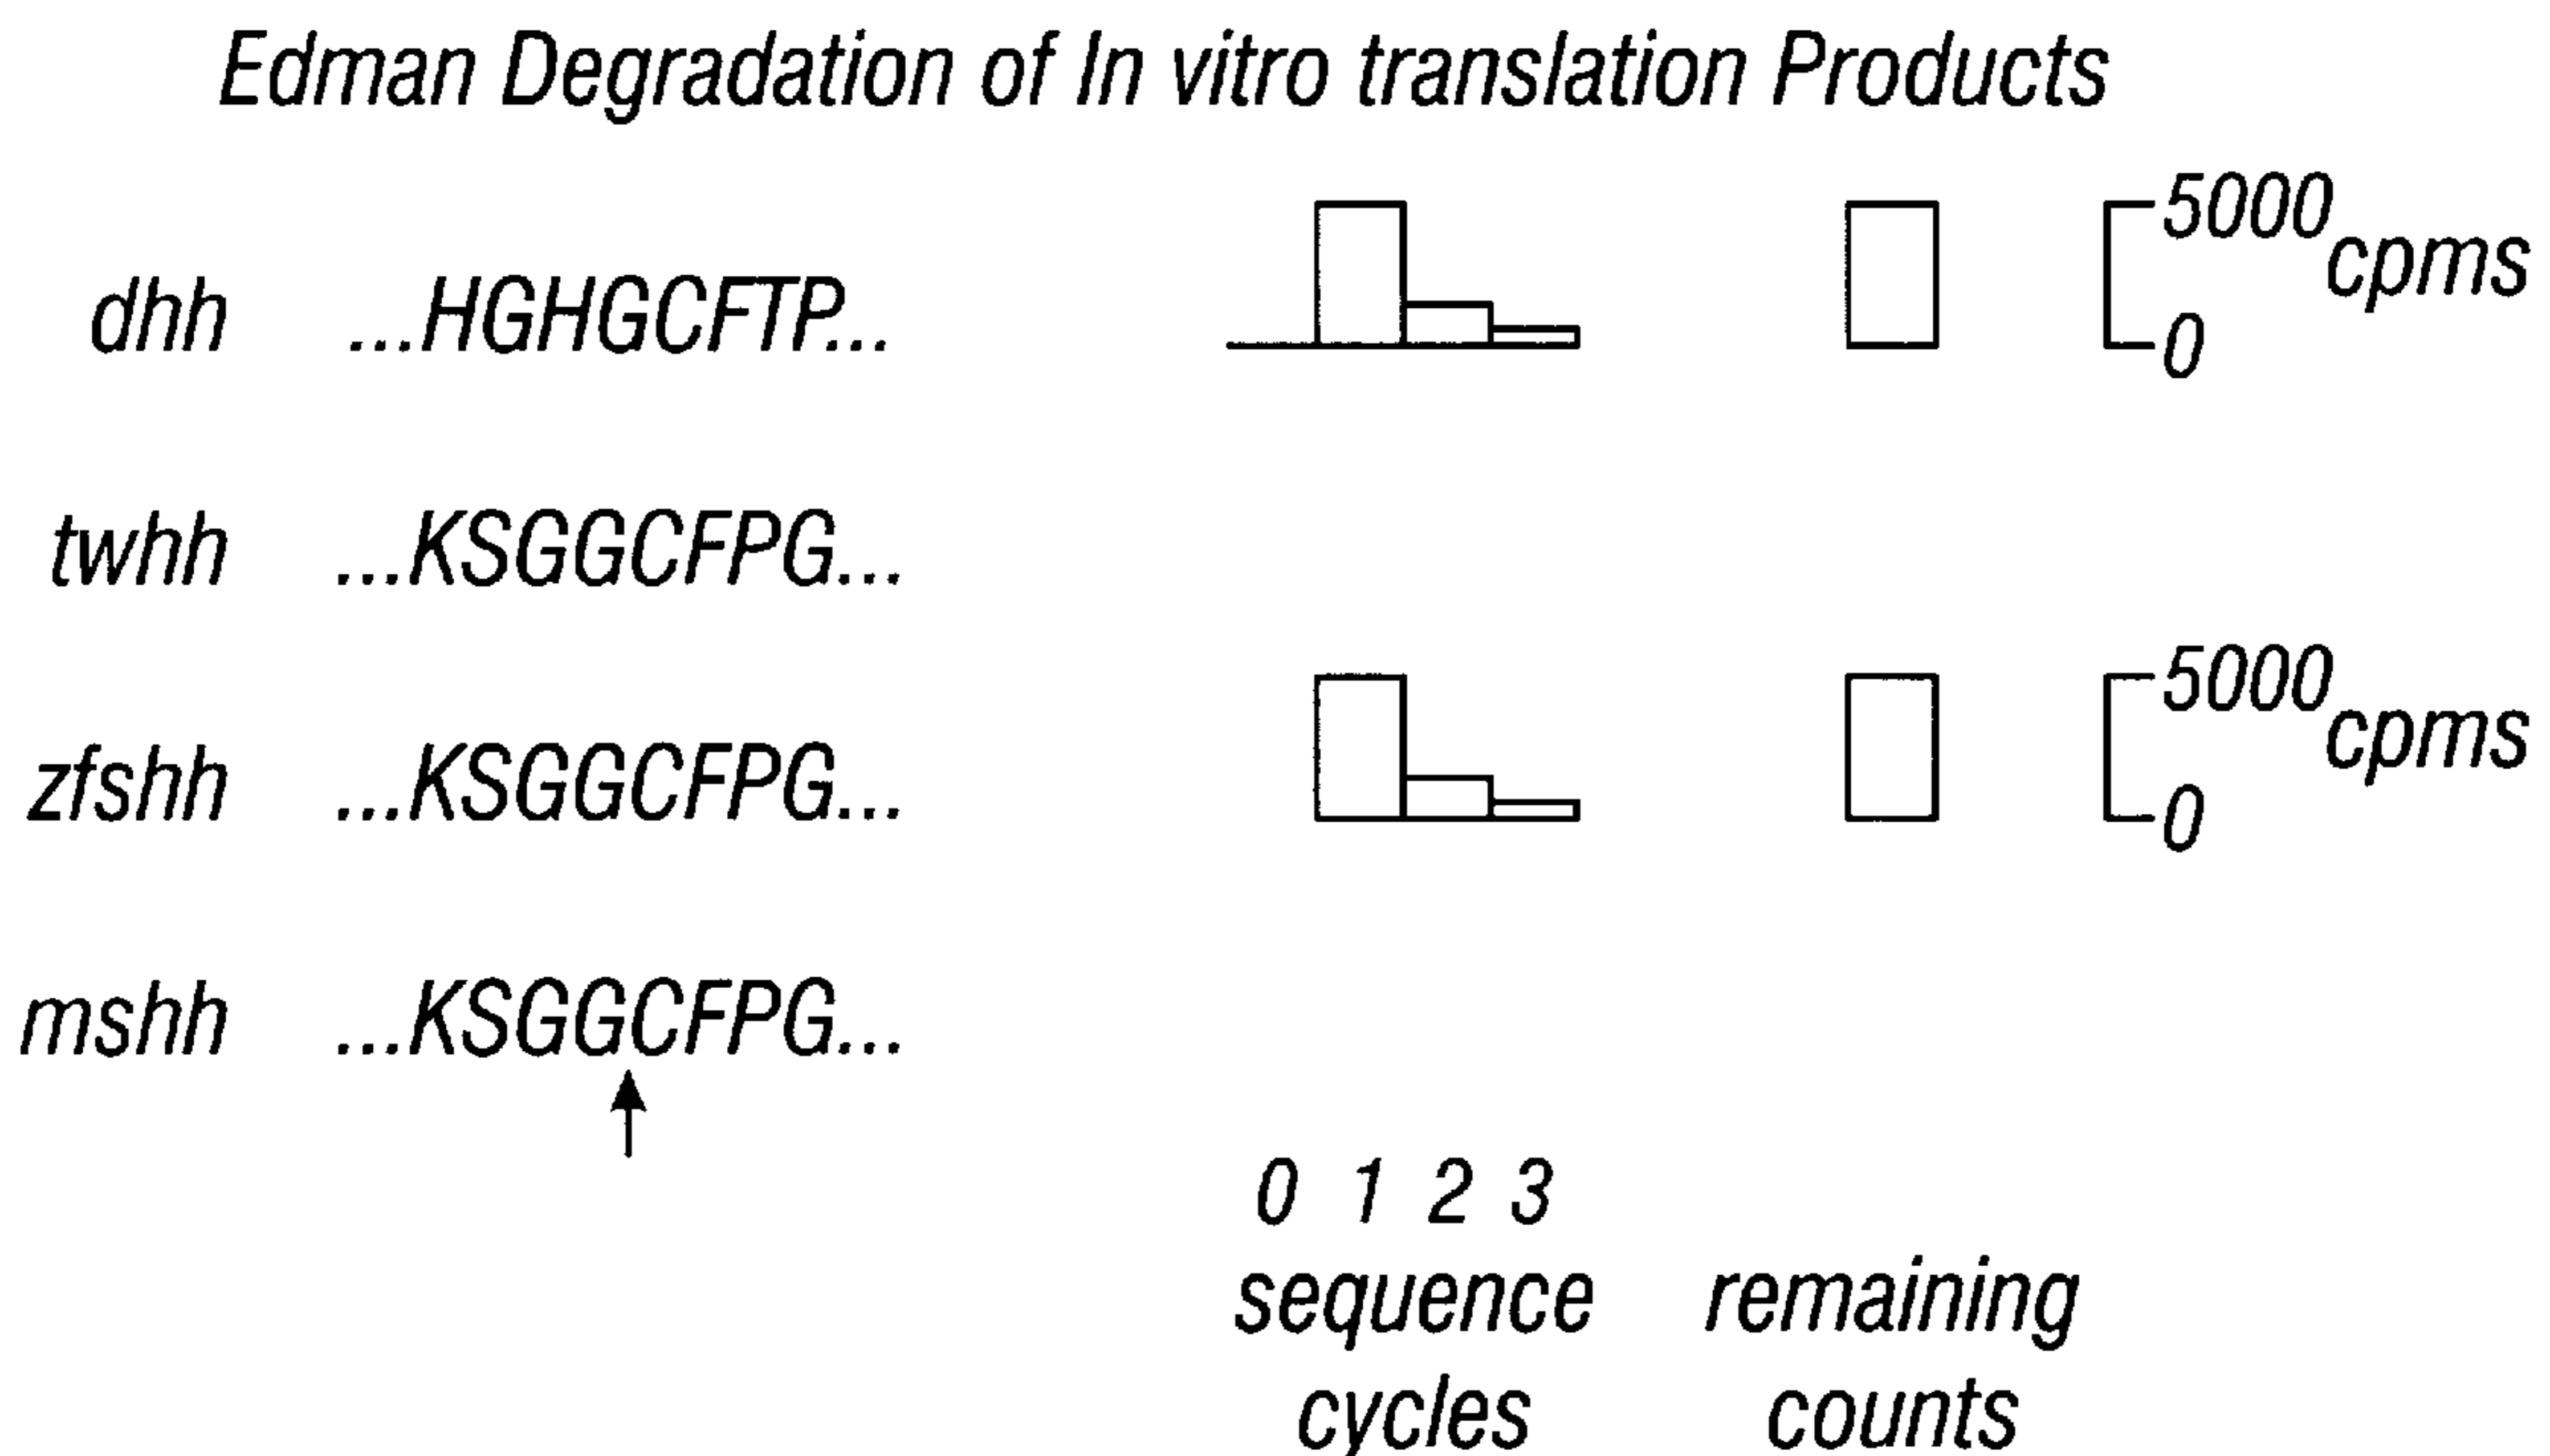 Edman Degradation of In vitro translation Products
5000
cpms
dhh ...HGHGCFTP...
0
twhh ...KSGGCFPG...
5000
cpms
zfshh ...KSGGCFPG...
0
mshh ...KSGGCFPG...
0 1 2 3
sequence remaining
cycles counts